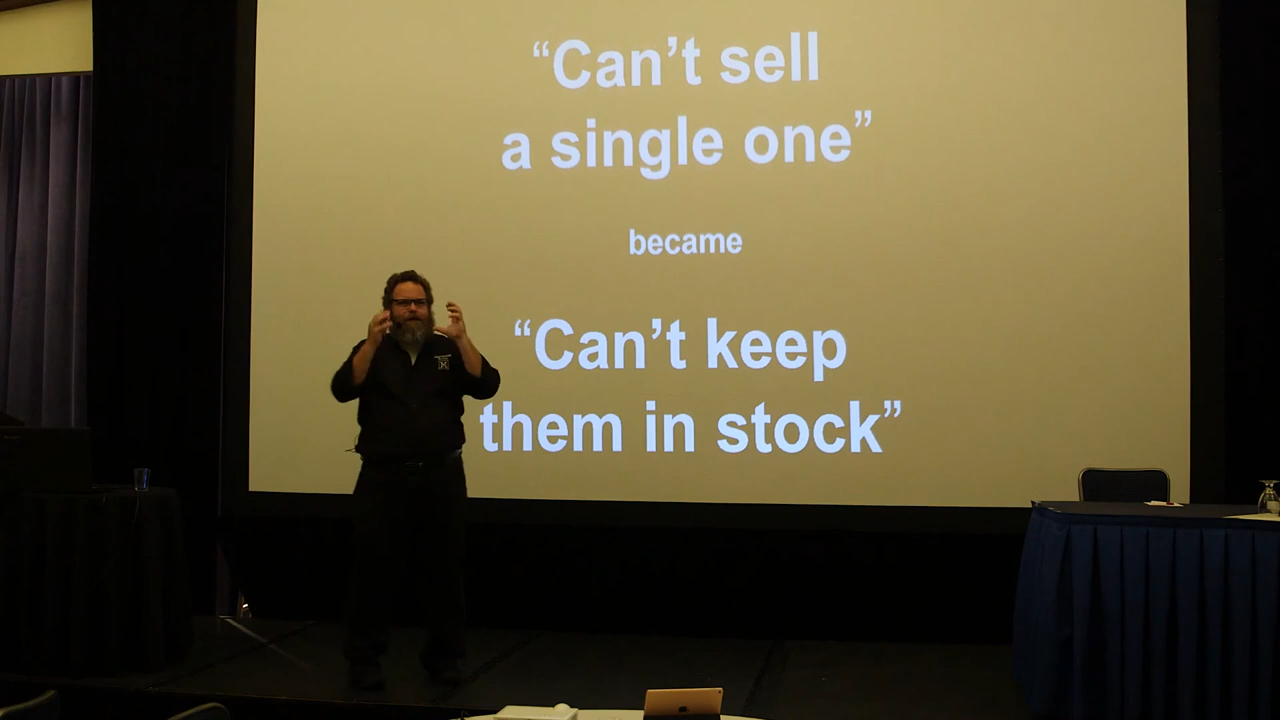 “Can’t sell
a single one”
became
“Can’t keep
them in stock”